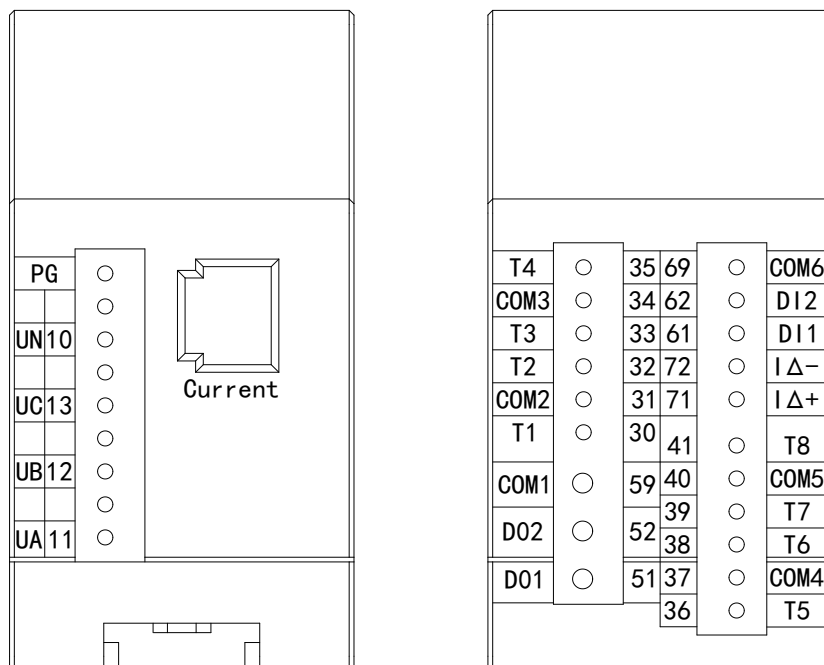 PG
UN 10
UC 13
UB 12
UA 11
Current
T4 35 69 COM6
COM3 34 62 DI2
T3 33 61 DI1
T2 32 72 I△-
COM2 31 71 I△+
T1 30 41 T8
COM1 59 40 COM5
39 T7
DO2 52 38 T6
DO1 51 37 COM4
36 T5